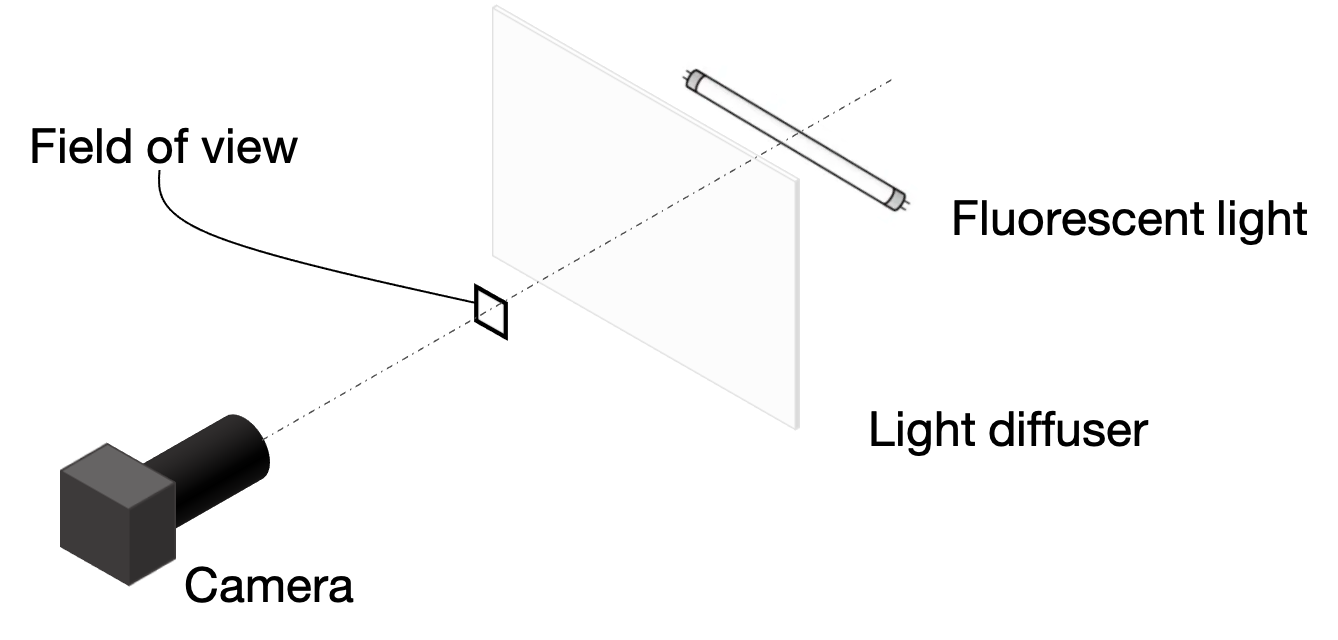 Field of view
Fluorescent light
Light diffuser
Camera